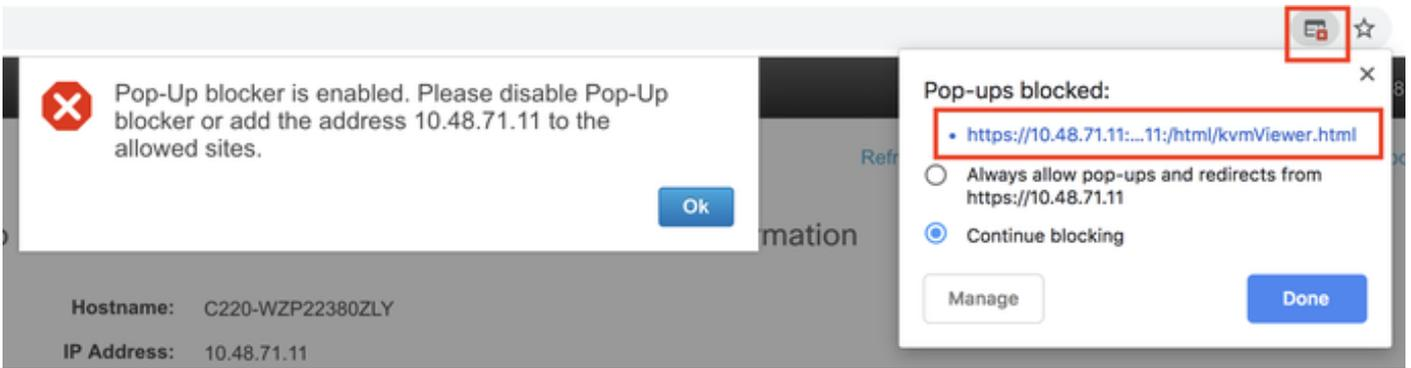 Pop-Up blocker is enabled. Please disable Pop-Up
blocker or add the address 10.48.71.11 to the
allowed sites.
Ok
Pop-ups blocked:
• https://10.48.71.11:...11:/html/kvmViewer.html
Always allow pop-ups and redirects from
https://10.48.71.11
Continue blocking
Manage
Done
Refr
mation
Hostname: C220-WZP22380ZLY
IP Address: 10.48.71.11